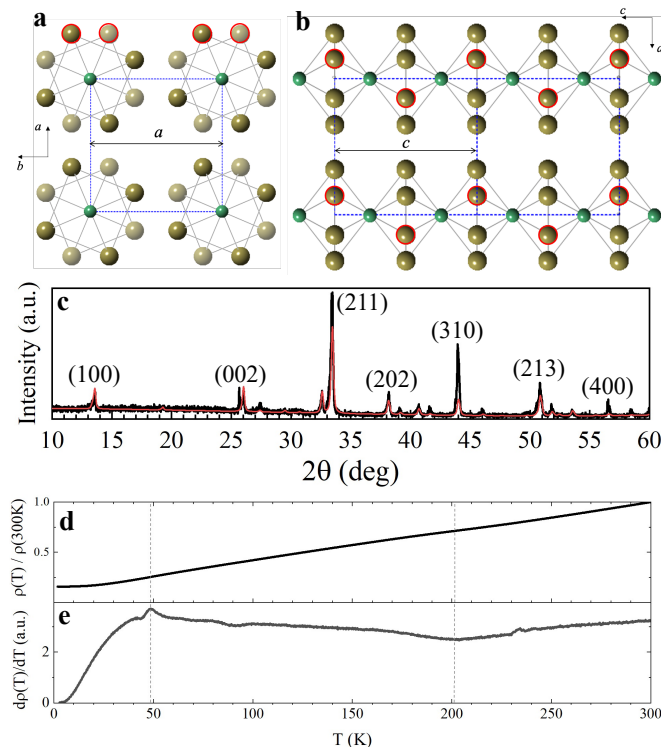 a
a
a
b
b
c
a
c
c
Intensity (a.u.)
(100)
(002)
(211)
(202)
(310)
(213)
(400)
10 15 20 25 30 35 40 45 50 55 60
2θ (deg)
d
ρ(T) / ρ(300K
1.0
0.5
e
dρ(T)/dT (a.u.)
2
0
0 50 100 150 200 250 300
T (K)